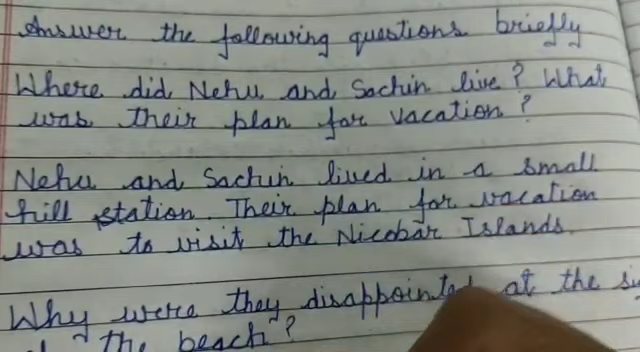 Answer the following questions briefly
Where did Nehu and Sachin live? What
was their plan for vacation?
Nehu and Sachin lived in a small
hill station. Their plan for vacation
was to visit the Nicobar Islands.
Why were they disappointed at the
the beach?